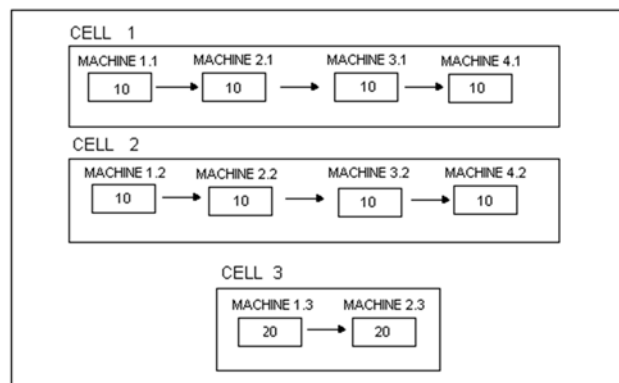 CELL 1
MACHINE 1.1 MACHINE 2.1 MACHINE 3.1 MACHINE 4.1
10 10 10 10
CELL 2
MACHINE 1.2 MACHINE 2.2 MACHINE 3.2 MACHINE 4.2
10 10 10 10
CELL 3
MACHINE 1.3 MACHINE 2.3
20 20